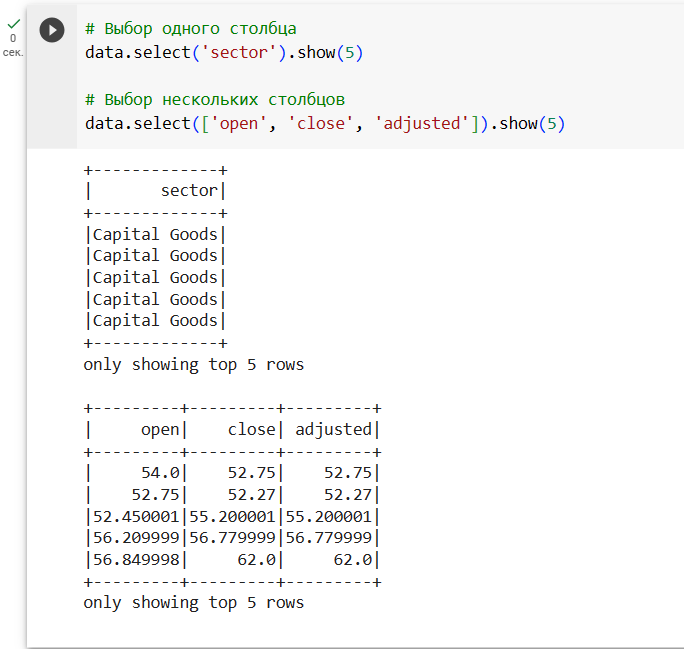 0
сек.
# Выбор одного столбца
data.select('sector').show(5)
# Выбор нескольких столбцов
data.select(['open', 'close', 'adjusted']).show(5)
+-------------+
|       sector|
+-------------+
|Capital Goods|
|Capital Goods|
|Capital Goods|
|Capital Goods|
|Capital Goods|
+-------------+
only showing top 5 rows
+---------+---------+---------+
|     open|    close| adjusted|
+---------+---------+---------+
|     54.0|    52.75|    52.75|
|    52.75|    52.27|    52.27|
|52.450001|55.200001|55.200001|
|56.209999|56.779999|56.779999|
|56.849998|     62.0|     62.0|
+---------+---------+---------+
only showing top 5 rows